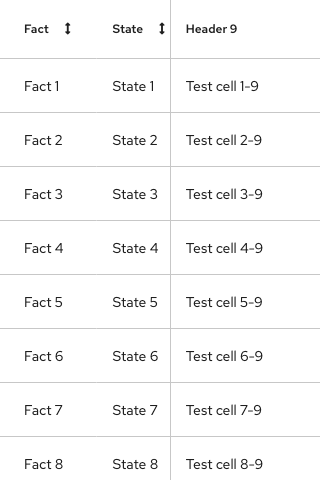 Fact State Header 9
Fact 1 State 1 Test cell 1-9
Fact 2 State 2 Test cell 2-9
Fact 3 State 3 Test cell 3-9
Fact 4 State 4 Test cell 4-9
Fact 5 State 5 Test cell 5-9
Fact 6 State 6 Test cell 6-9
Fact 7 State 7 Test cell 7-9
Fact 8 State 8 Test cell 8-9